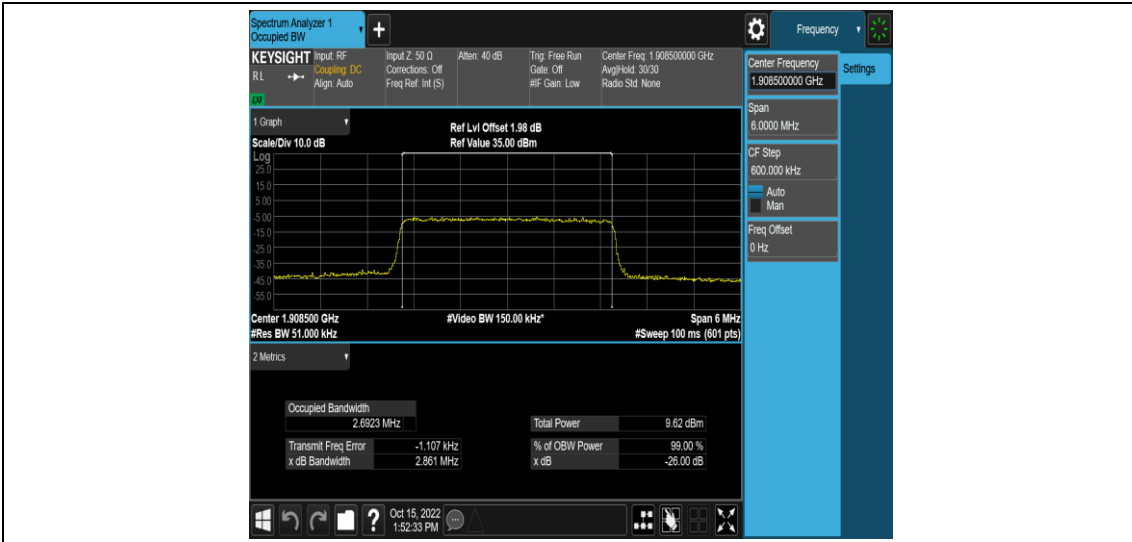 Spectrum Analyzer 1
Occupied BW
+
Frequency
KEYSIGHT
RL
LNI
Input: RF
Coupling: DC
Align: Auto
Input Z: 50 Ω
Corrections: Off
Freq Ref: Int (S)
Atten: 40 dB
Trig: Free Run
Gate: Off
#IF Gain: Low
Center Freq: 1.908500000 GHz
Avg|Hold: 30/30
Radio Std: None
Center Frequency
1.908500000 GHz
Settings
Span
6.0000 MHz
CF Step
600.000 kHz
Auto
Man
Freq Offset
0 Hz
1 Graph
Scale/Div 10.0 dB
Ref Lvl Offset 1.98 dB
Ref Value 35.00 dBm
Log
25.0
15.0
5.00
-5.00
-15.0
-25.0
-35.0
-45.0
-55.0
Center 1.908500 GHz
#Video BW 150.00 kHz*
Span 6 MHz
#Res BW 51.000 kHz
#Sweep 100 ms (601 pts)
2 Metrics
Occupied Bandwidth
2.6923 MHz
Total Power 9.62 dBm
Transmit Freq Error -1.107 kHz
% of OBW Power 99.00 %
x dB Bandwidth 2.861 MHz
x dB -26.00 dB
?
Oct 15, 2022
1:52:33 PM